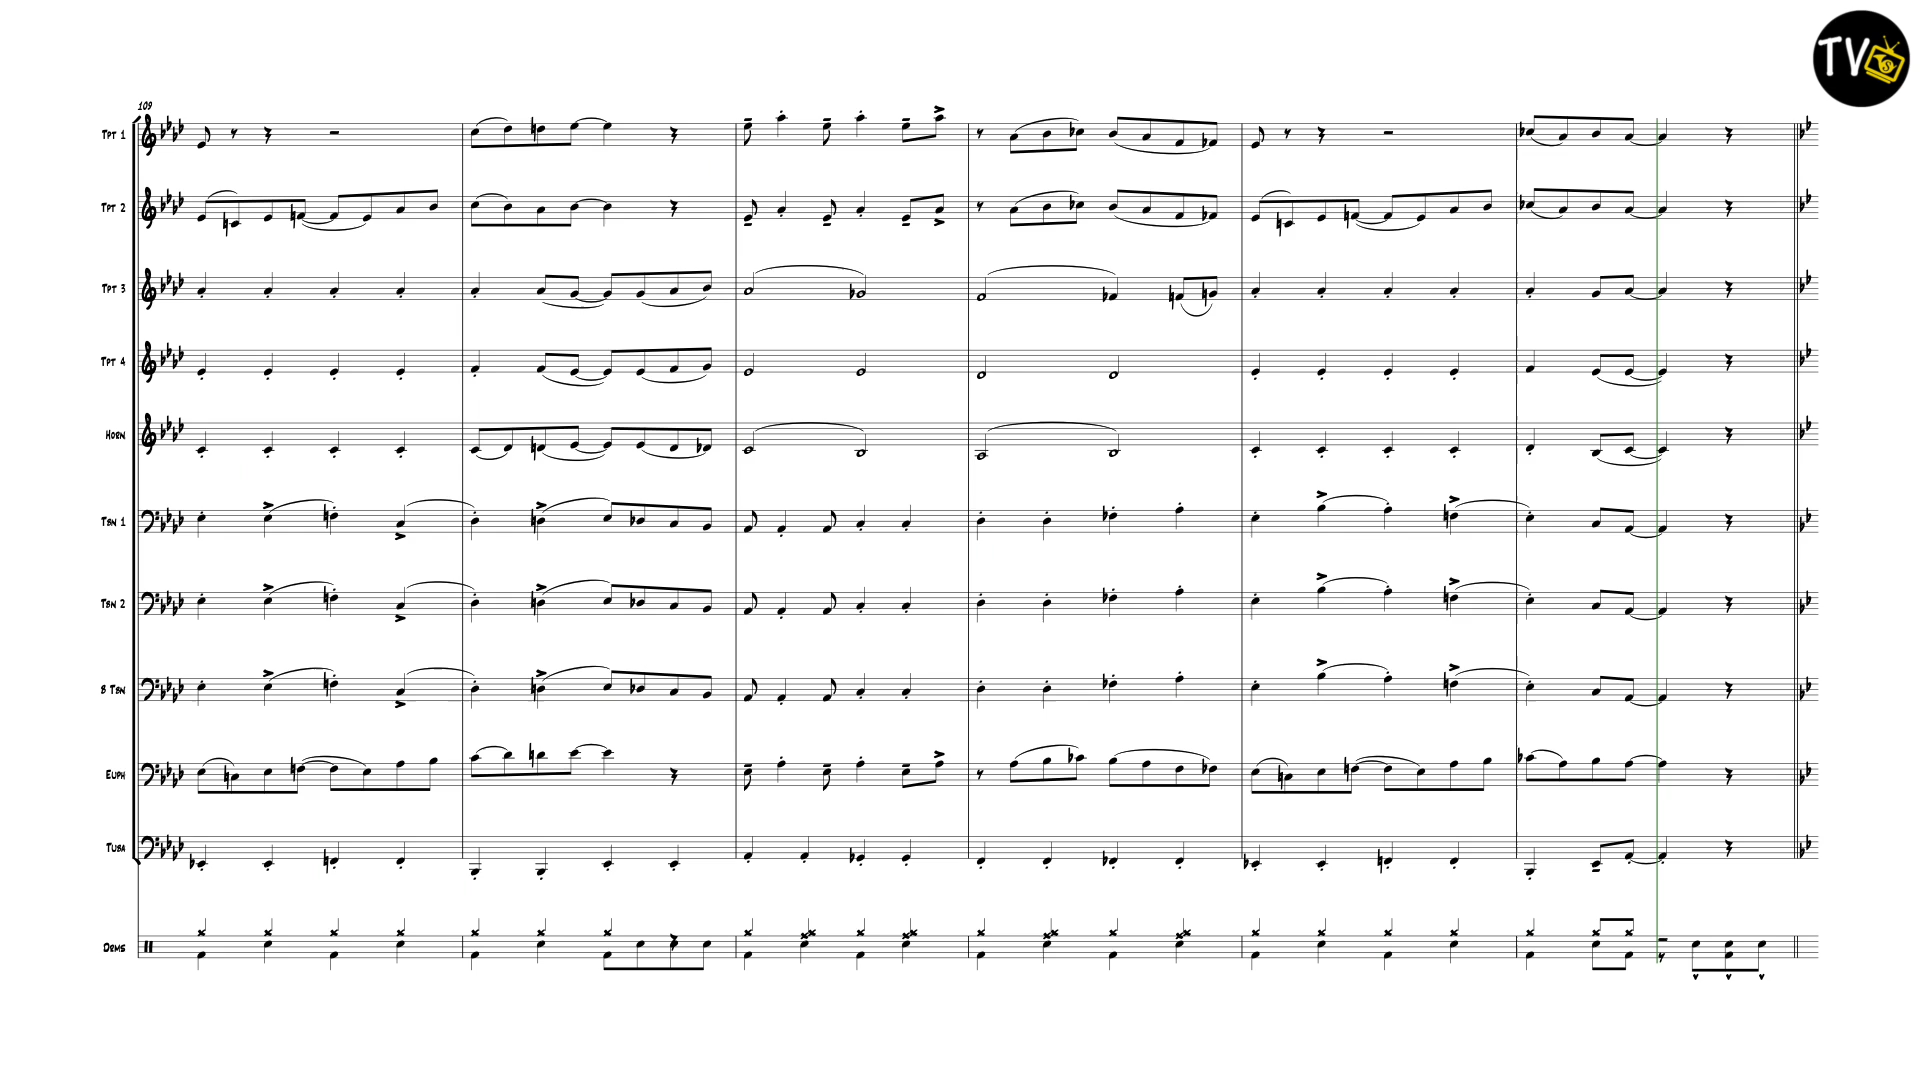 TV
109
TPT 1
TPT 2
TPT 3
TPT 4
HORN
TBN 1
TBN 2
B TBN
EUPH
TUBA
DRMS